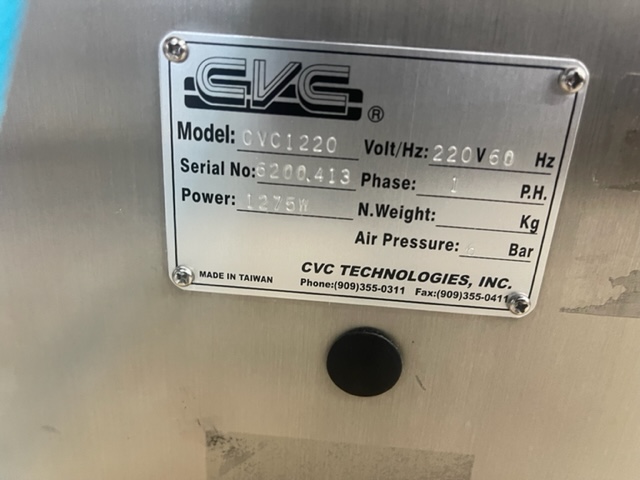 CVC ®
Model: CVC1220 Volt/Hz: 220V60 Hz
Serial No: 6200.413 Phase: 1 P.H.
Power: 1275W N.Weight: Kg
Air Pressure: Bar
MADE IN TAIWAN CVC TECHNOLOGIES, INC.
Phone:(909)355-0311 Fax:(909)355-0411